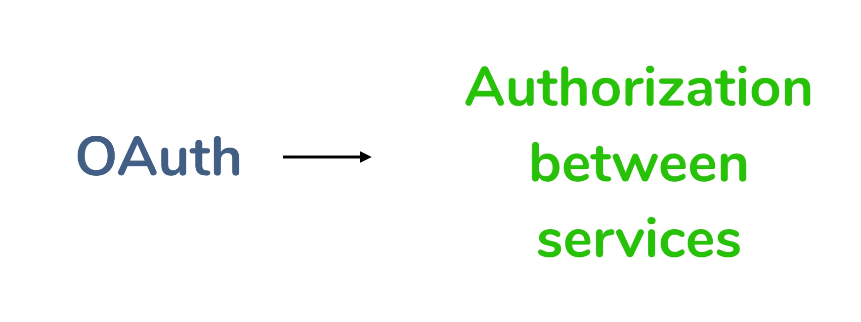 OAuth
Authorization
between
services